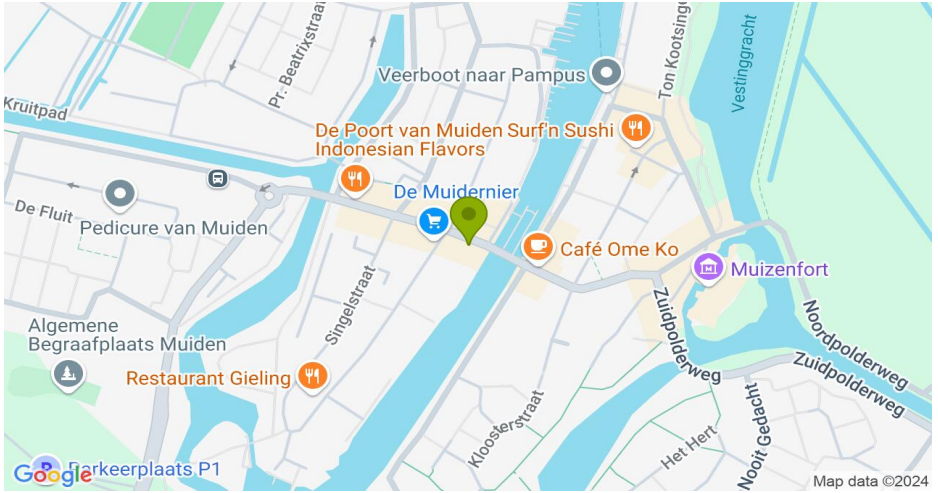 Pr. Beatrixstraat
Kruitpad
Veerboot naar Pampus
Ton Kootsing
Vestinggracht
De Poort van Muiden
Indonesian Flavors
Surf'n Sushi
De Fluit
Pedicure van Muiden
De Muidernier
Café Ome Ko
Muizenfort
Singelstraat
Algemene
Begraafplaats Muiden
Restaurant Gieling
Kloosterstraat
Zuidpolderweg
Noordpolderweg
Zuidpolderweg
Nooit Gedacht
Het Hert
Parkeerplaats P1
Google
Map data ©2024